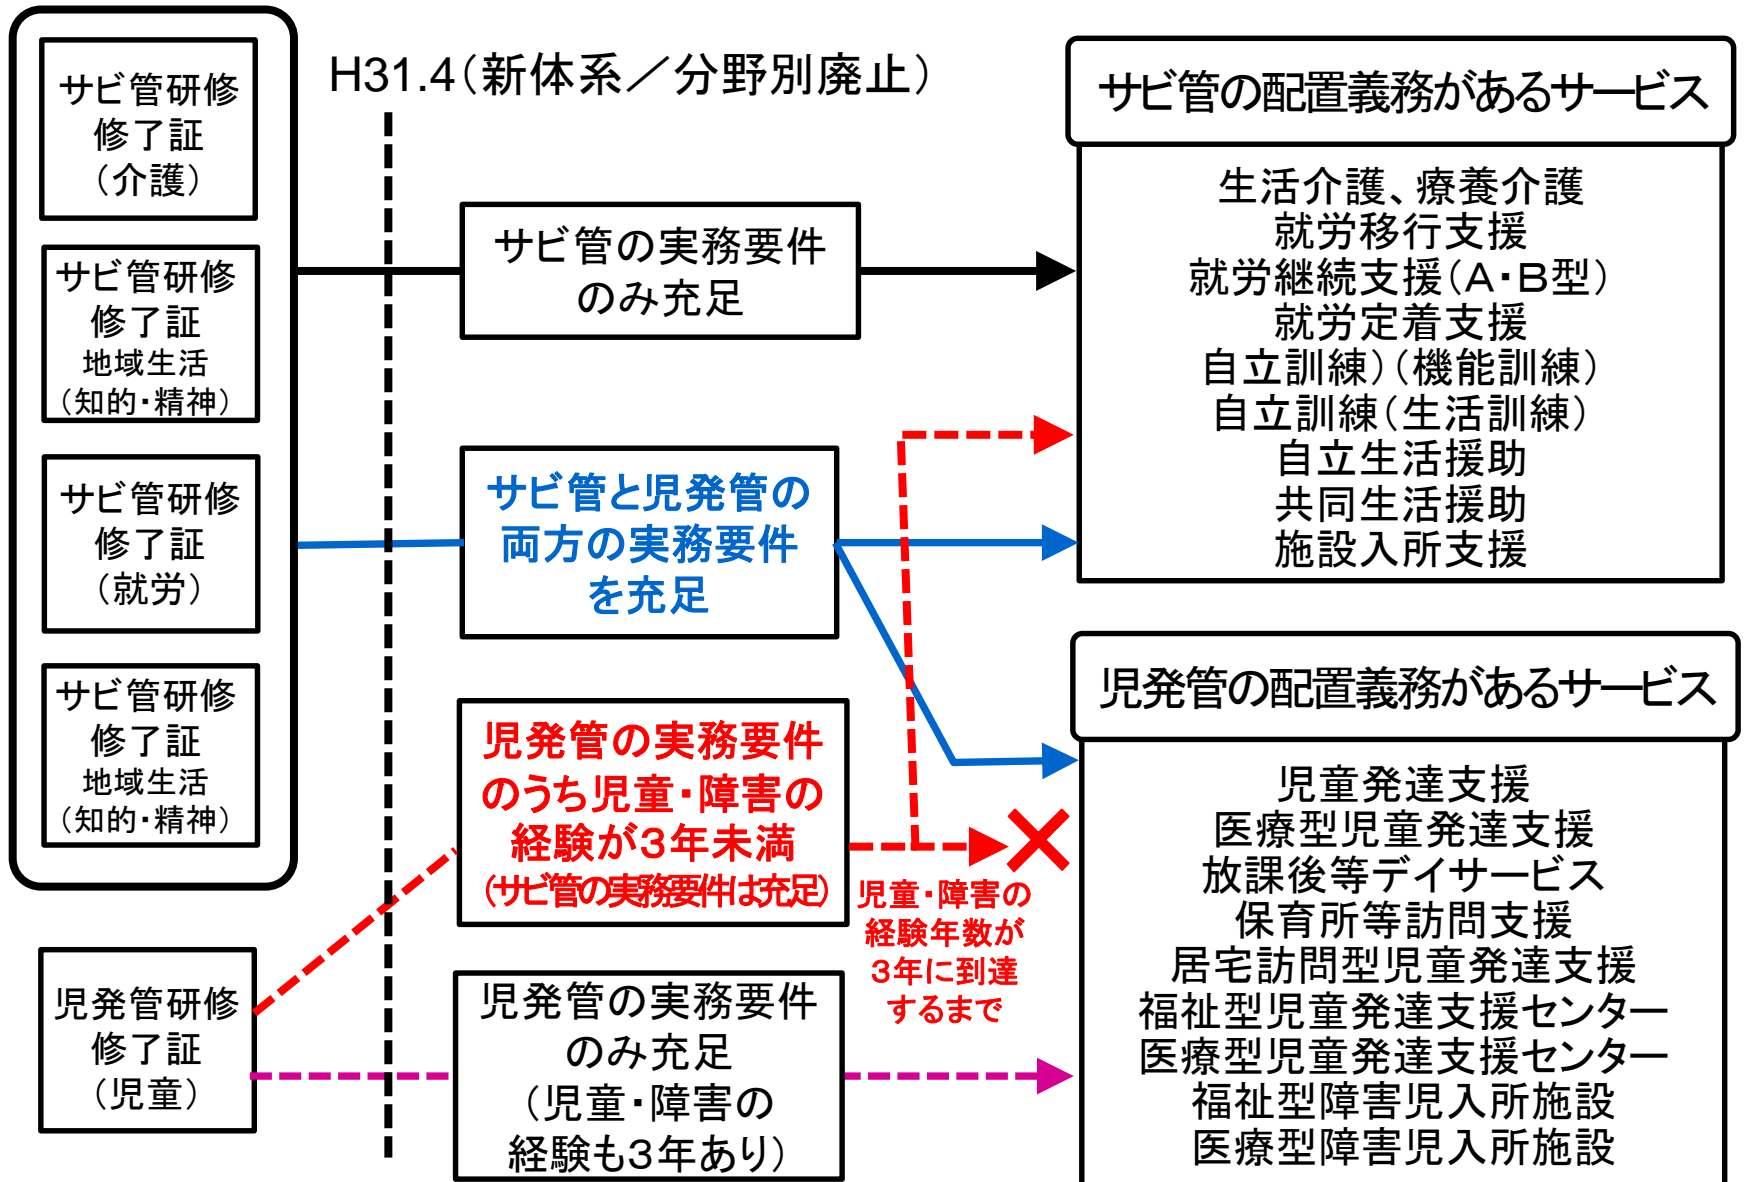 サビ管研修
修了証
（介護）
サビ管研修
修了証
地域生活
（知的・精神）
サビ管研修
修了証
（就労）
サビ管研修
修了証
地域生活
（知的・精神）
児発管研修
修了証
（児童）
H31.4（新体系／分野別廃止）
サビ管の実務要件
のみ充足
サビ管と児発管の
両方の実務要件
を充足
児発管の実務要件
のうち児童・障害の
経験が３年未満
（サビ管の実務要件は充足）
児発管の実務要件
のみ充足
（児童・障害の
経験も３年あり）
児童・障害の
経験年数が
３年に到達
するまで
サビ管の配置義務があるサービス
生活介護、療養介護
就労移行支援
就労継続支援（Ａ・Ｂ型）
就労定着支援
自立訓練）（機能訓練）
自立訓練（生活訓練）
自立生活援助
共同生活援助
施設入所支援
児発管の配置義務があるサービス
児童発達支援
医療型児童発達支援
放課後等デイサービス
保育所等訪問支援
居宅訪問型児童発達支援
福祉型児童発達支援センター
医療型児童発達支援センター
福祉型障害児入所施設
医療型障害児入所施設